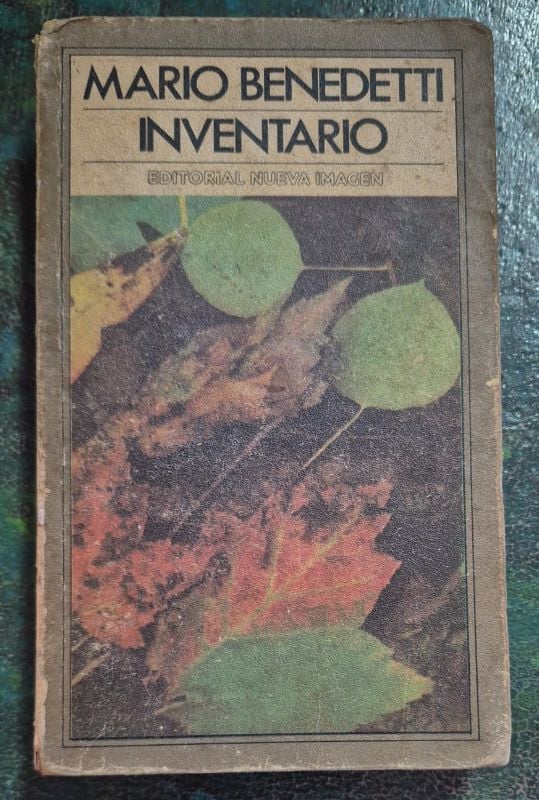 MARIO BENEDETTI
INVENTARIO
EDITORIAL NUEVA IMAGEN